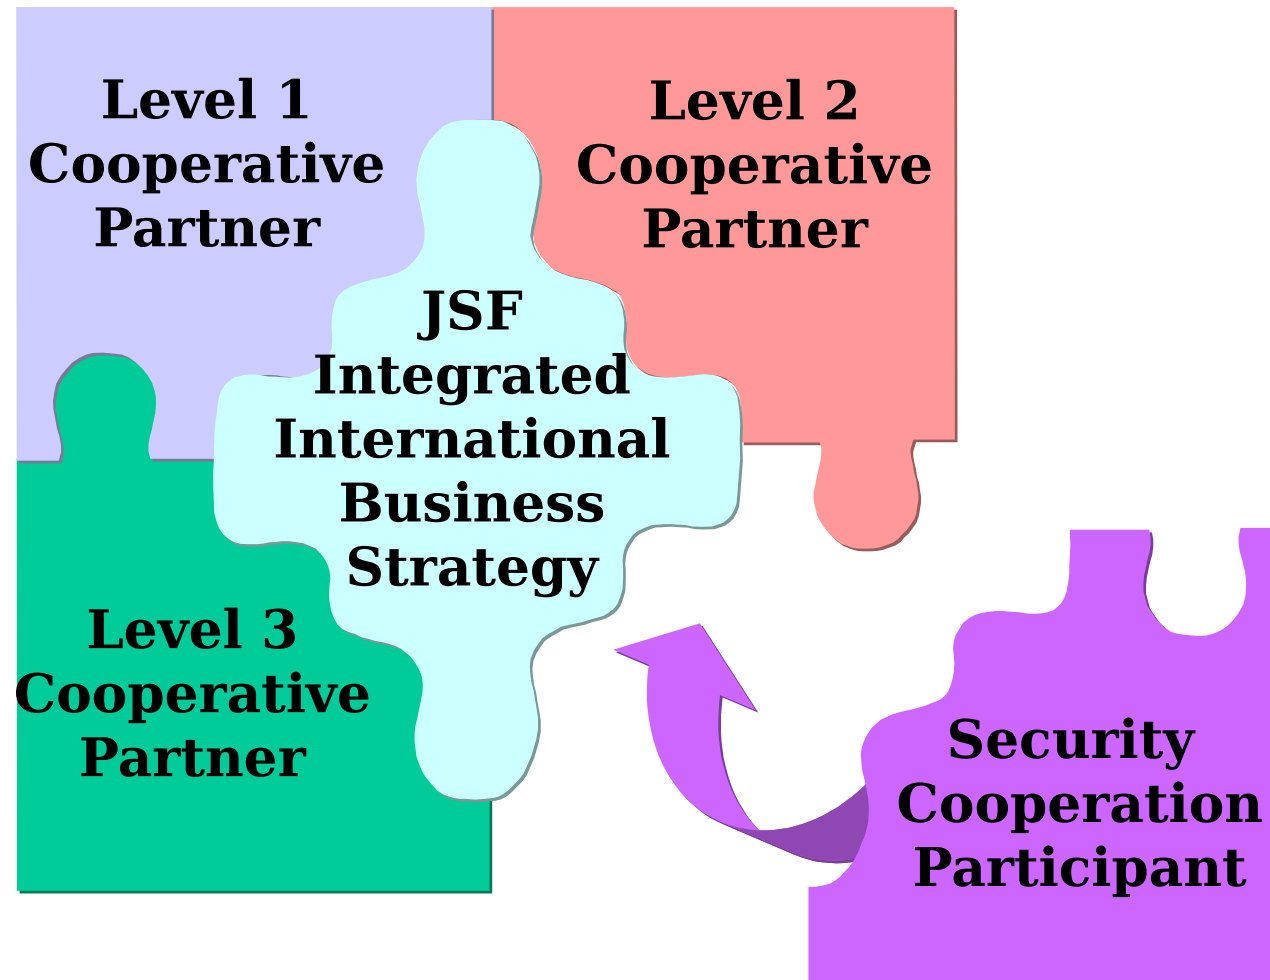 Level 1
Cooperative
Partner
Level 2
Cooperative
Partner
JSF
Integrated
International
Business
Strategy
Level 3
Cooperative
Partner
Security
Cooperation
Participant